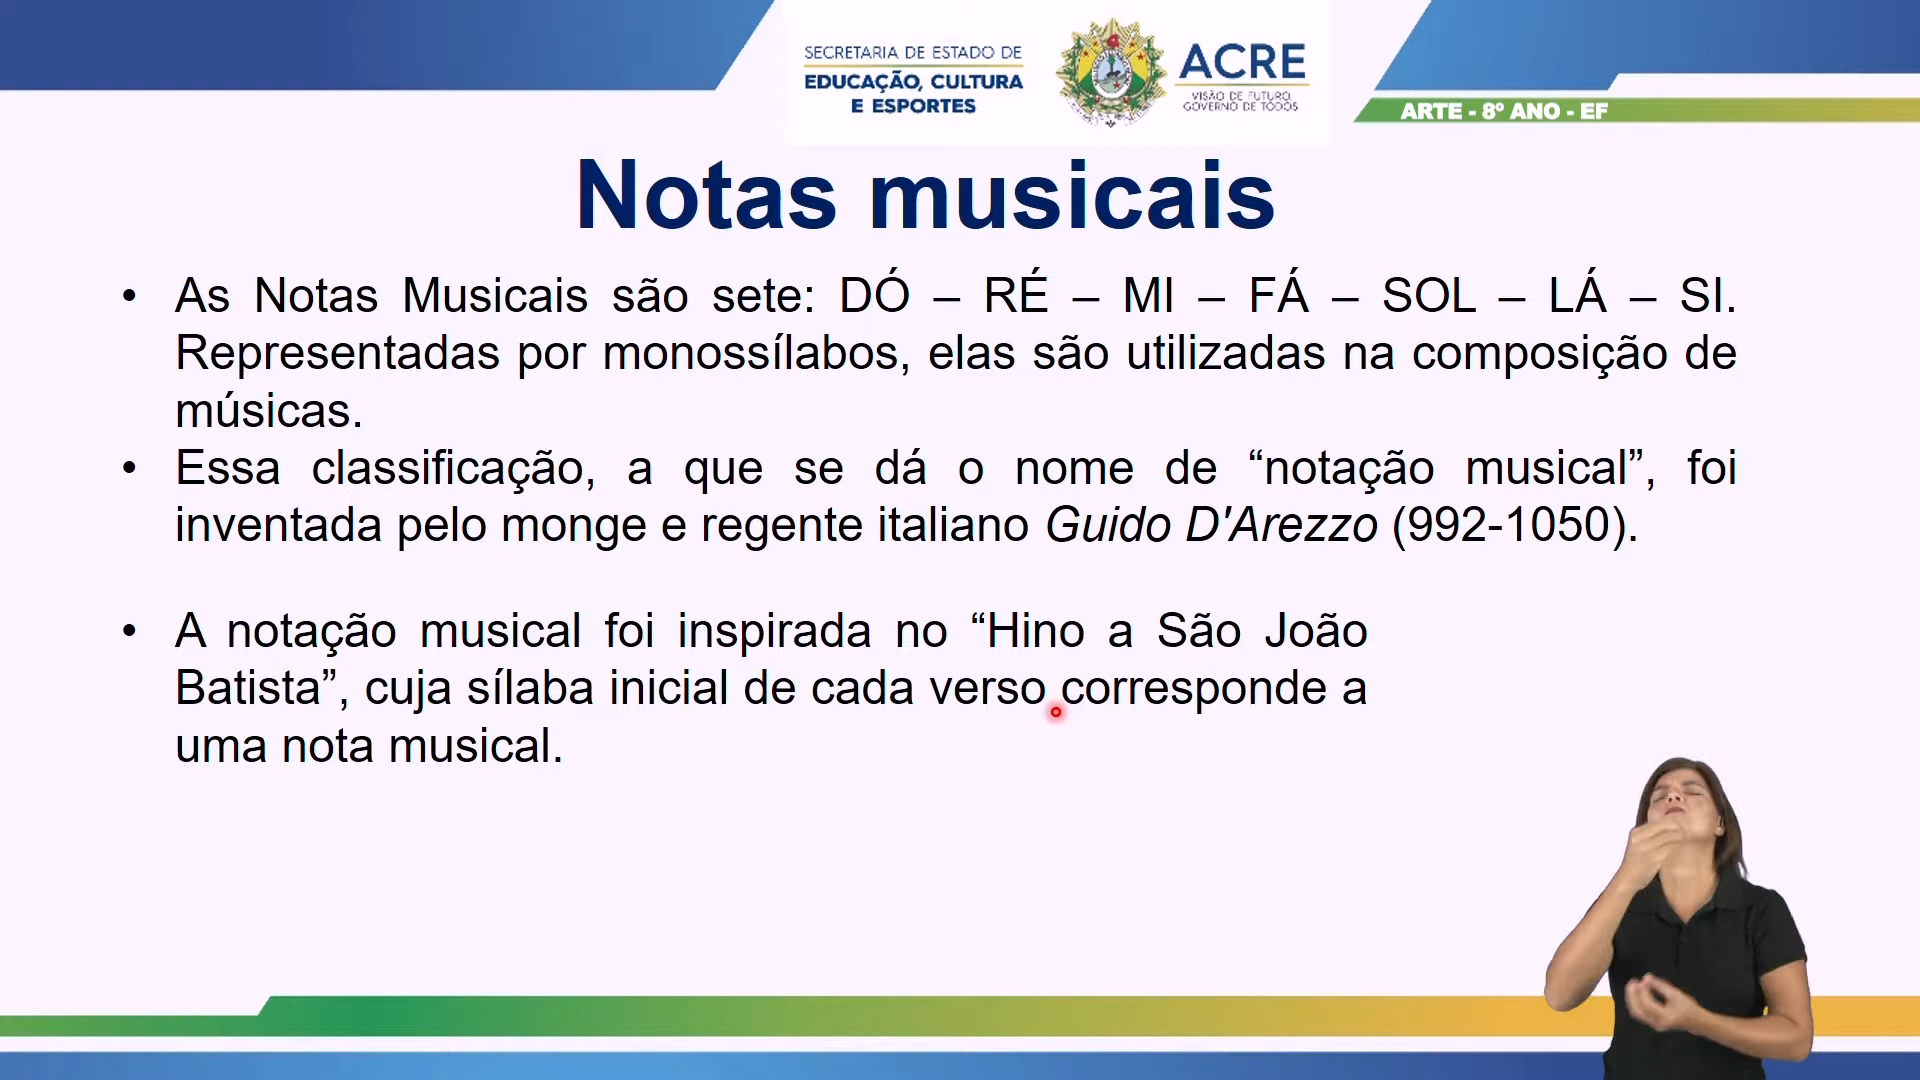 SECRETARIA DE ESTADO DE
EDUCAÇÃO, CULTURA
E ESPORTES
ACRE
VISÃO DE FUTURO,
GOVERNO DE TODOS
ARTE - 8º ANO - EF
Notas musicais
• As Notas Musicais são sete: DÓ – RÉ – MI – FÁ – SOL – LÁ – SI.
Representadas por monossílabos, elas são utilizadas na composição de
músicas.
• Essa classificação, a que se dá o nome de “notação musical”, foi
inventada pelo monge e regente italiano Guido D'Arezzo (992-1050).
• A notação musical foi inspirada no “Hino a São João
Batista”, cuja sílaba inicial de cada verso corresponde a
uma nota musical.